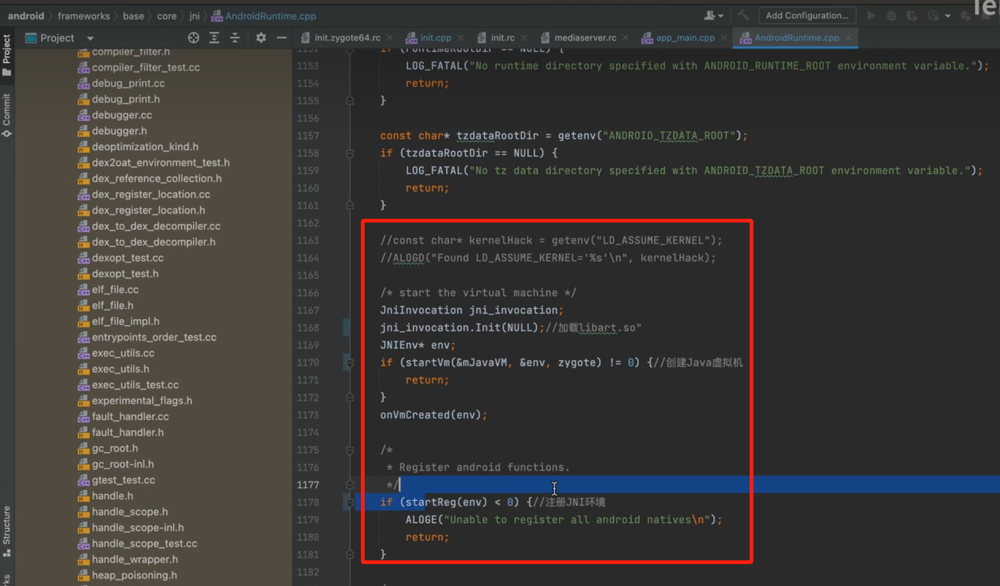 android
frameworks
base
core
jni
AndroidRuntime.cpp
Add Configuration...
Project
init.zygote64.rc
init.cpp
init.rc
mediaserver.rc
app_main.cpp
AndroidRuntime.cpp
Project
Commit
Structure
compiler_filter.h
compiler_filter_test.cc
debug_print.cc
debug_print.h
debugger.cc
debugger.h
deoptimization_kind.h
dex2oat_environment_test.h
dex_reference_collection.h
dex_register_location.cc
dex_register_location.h
dex_to_dex_decompiler.cc
dex_to_dex_decompiler.h
dexopt_test.cc
dexopt_test.h
elf_file.cc
elf_file.h
elf_file_impl.h
entrypoints_order_test.cc
exec_utils.cc
exec_utils.h
exec_utils_test.cc
experimental_flags.h
fault_handler.cc
fault_handler.h
gc_root.h
gc_root-inl.h
gtest_test.cc
handle.h
handle_scope.h
handle_scope-inl.h
handle_scope_test.cc
handle_wrapper.h
heap_poisoning.h
1152 if (runtimeRootDir == NULL) {
1153 LOG_FATAL("No runtime directory specified with ANDROID_RUNTIME_ROOT environment variable.");
1154 return;
1155 }
1156
1157 const char* tzdataRootDir = getenv("ANDROID_TZDATA_ROOT");
1158 if (tzdataRootDir == NULL) {
1159 LOG_FATAL("No tz data directory specified with ANDROID_TZDATA_ROOT environment variable.");
1160 return;
1161 }
1162
1163 //const char* kernelHack = getenv("LD_ASSUME_KERNEL");
1164 //ALOGD("Found LD_ASSUME_KERNEL='%s'\n", kernelHack);
1165
1166 /* start the virtual machine */
1167 JniInvocation jni_invocation;
1168 jni_invocation.Init(NULL);//加载libart.so"
1169 JNIEnv* env;
1170 if (startVm(&mJavaVM, &env, zygote) != 0) {//创建Java虚拟机
1171 return;
1172 }
1173 onVmCreated(env);
1174
1175 /*
1176 * Register android functions.
1177 */
1178 if (startReg(env) < 0) {//注册JNI环境
1179 ALOGE("Unable to register all android natives\n");
1180 return;
1181 }
1182